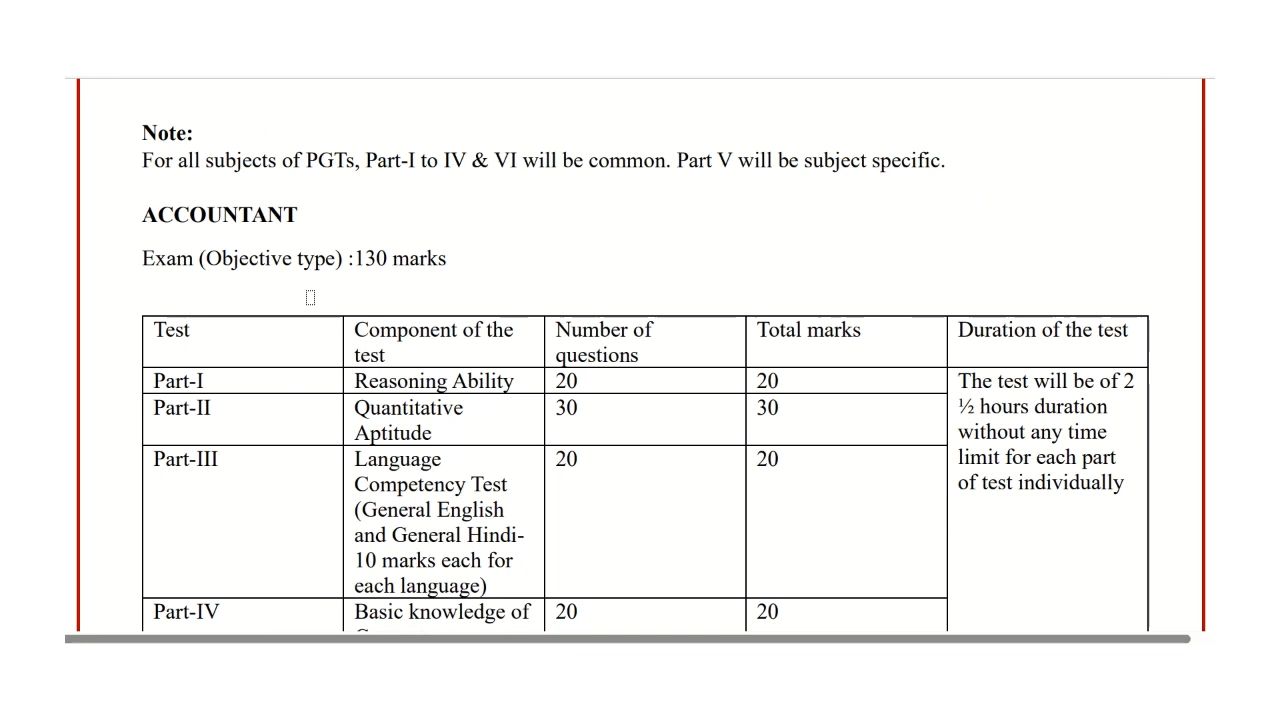 Note:
For all subjects of PGTs, Part-I to IV & VI will be common. Part V will be subject specific.
ACCOUNTANT
Exam (Objective type) :130 marks
Test
Component of the
test
Number of
questions
Total marks
Duration of the test
Part-I
Reasoning Ability
20
20
The test will be of 2
½ hours duration
without any time
limit for each part
of test individually
Part-II
Quantitative
Aptitude
30
30
Part-III
Language
Competency Test
(General English
and General Hindi-
10 marks each for
each language)
20
20
Part-IV
Basic knowledge of
20
20